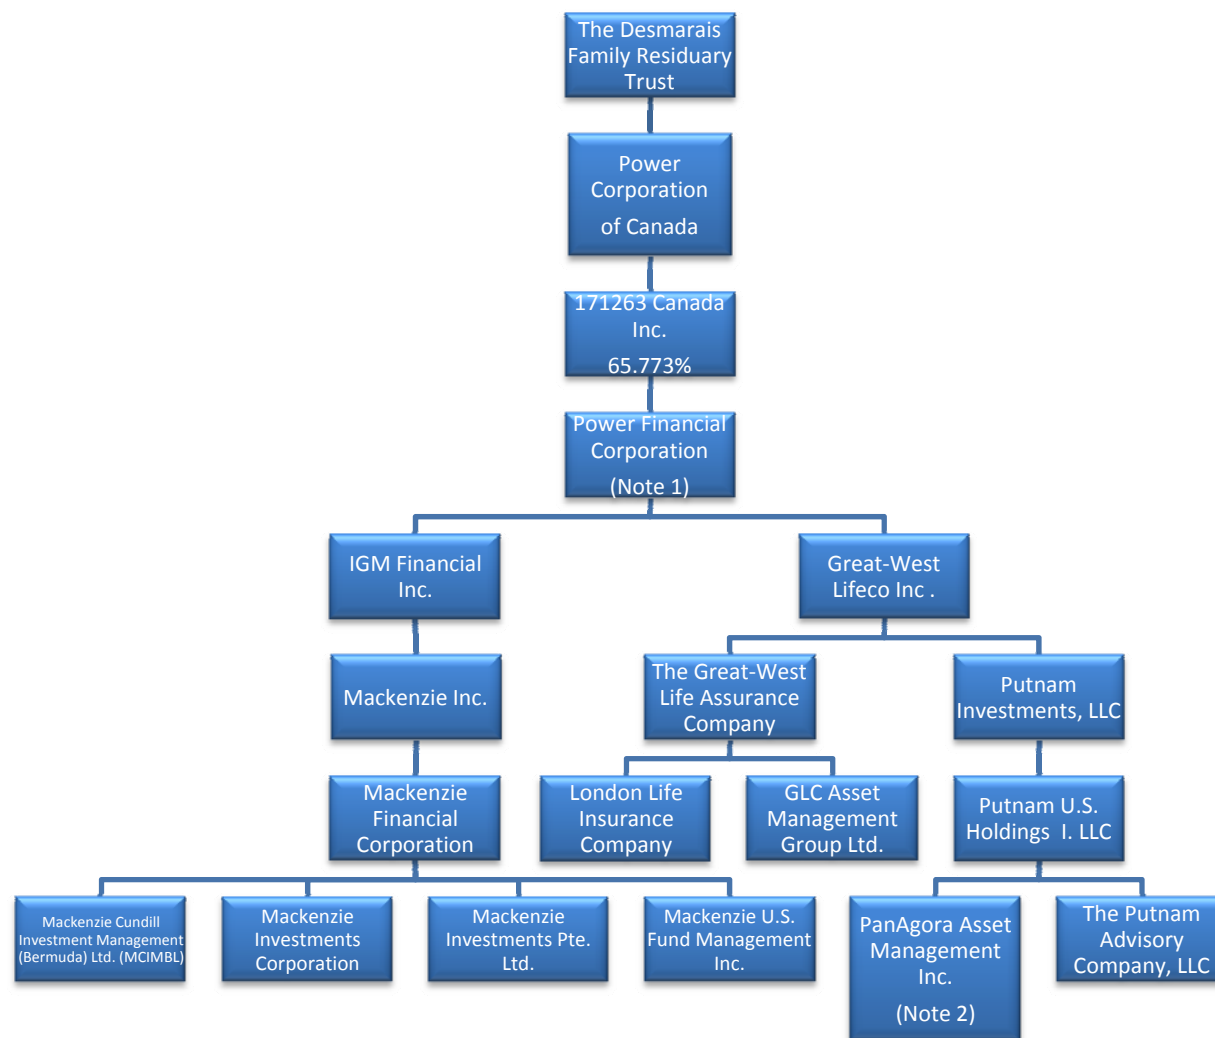 The Desmarais
Family Residuary
Trust
Power
Corporation
of Canada
171263 Canada
Inc.
65.773%
Power Financial
Corporation
(Note 1)
IGM Financial
Inc.
Great-West
Lifeco Inc .
Mackenzie Inc.
The Great-West
Life Assurance
Company
Putnam
Investments, LLC
Mackenzie
Financial
Corporation
London Life
Insurance
Company
GLC Asset
Management
Group Ltd.
Putnam U.S.
Holdings I. LLC
Mackenzie Cundill
Investment Management
(Bermuda) Ltd. (MCIMBL)
Mackenzie
Investments
Corporation
Mackenzie
Investments Pte.
Ltd.
Mackenzie U.S.
Fund Management
Inc.
PanAgora Asset
Management
Inc.
(Note 2)
The Putnam
Advisory
Company, LLC